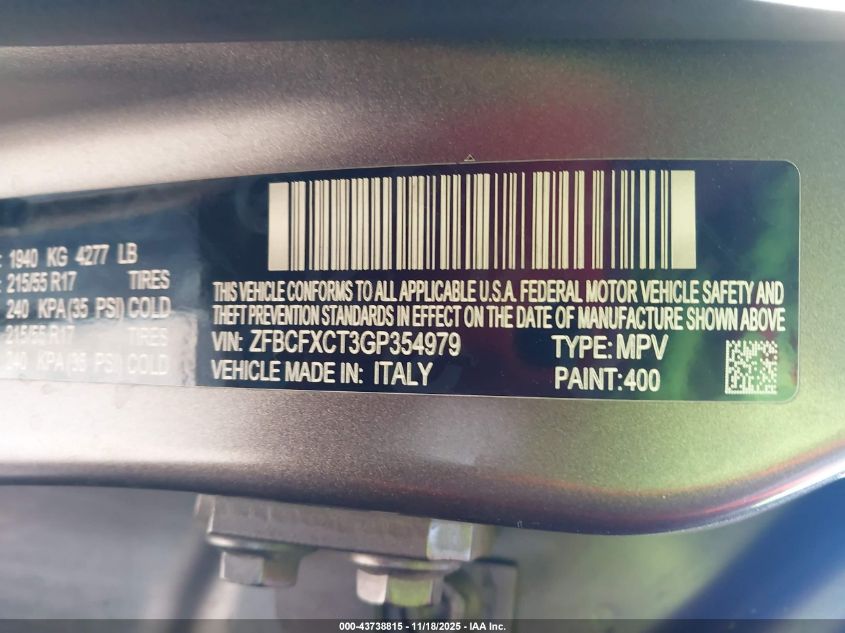 : 1940 KG 4277 LB
: 215/55 R17 TIRES
240 KPA(35 PSI) COLD
215/55 R17 TIRES
240 KPA(35 PSI) COLD
THIS VEHICLE CONFORMS TO ALL APPLICABLE U.S.A. FEDERAL MOTOR VEHICLE SAFETY AND
THEFT PREVENTION STANDARDS IN EFFECT ON THE DATE OF MANUFACTURE SHOWN ABOVE
VIN: ZFBCFXCT3GP354979 TYPE: MPV
VEHICLE MADE IN: ITALY PAINT:400
000-43738815 - 11/18/2025 - IAA Inc.